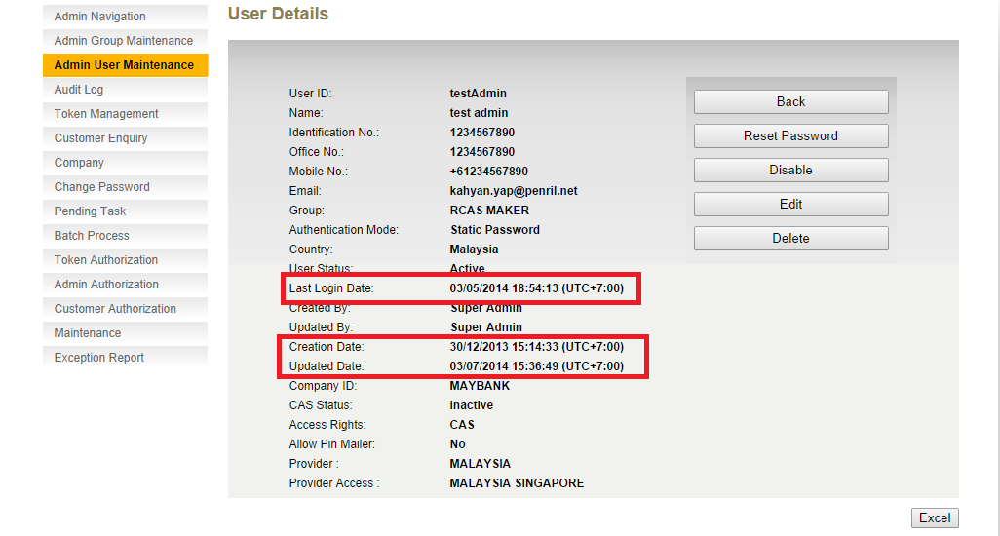 User Details
Admin Navigation
Admin Group Maintenance
Admin User Maintenance
Audit Log
Token Management
Customer Enquiry
Company
Change Password
Pending Task
Batch Process
Token Authorization
Admin Authorization
Customer Authorization
Maintenance
Exception Report
User ID: testAdmin
Name: test admin
Identification No.: 1234567890
Office No.: 1234567890
Mobile No.: +61234567890
Email: kahyan.yap@penril.net
Group: RCAS MAKER
Authentication Mode: Static Password
Country: Malaysia
User Status: Active
Last Login Date: 03/05/2014 18:54:13 (UTC+7:00)
Created By: Super Admin
Updated By: Super Admin
Creation Date: 30/12/2013 15:14:33 (UTC+7:00)
Updated Date: 03/07/2014 15:36:49 (UTC+7:00)
Company ID: MAYBANK
CAS Status: Inactive
Access Rights: CAS
Allow Pin Mailer: No
Provider : MALAYSIA
Provider Access : MALAYSIA SINGAPORE
Back
Reset Password
Disable
Edit
Delete
Excel